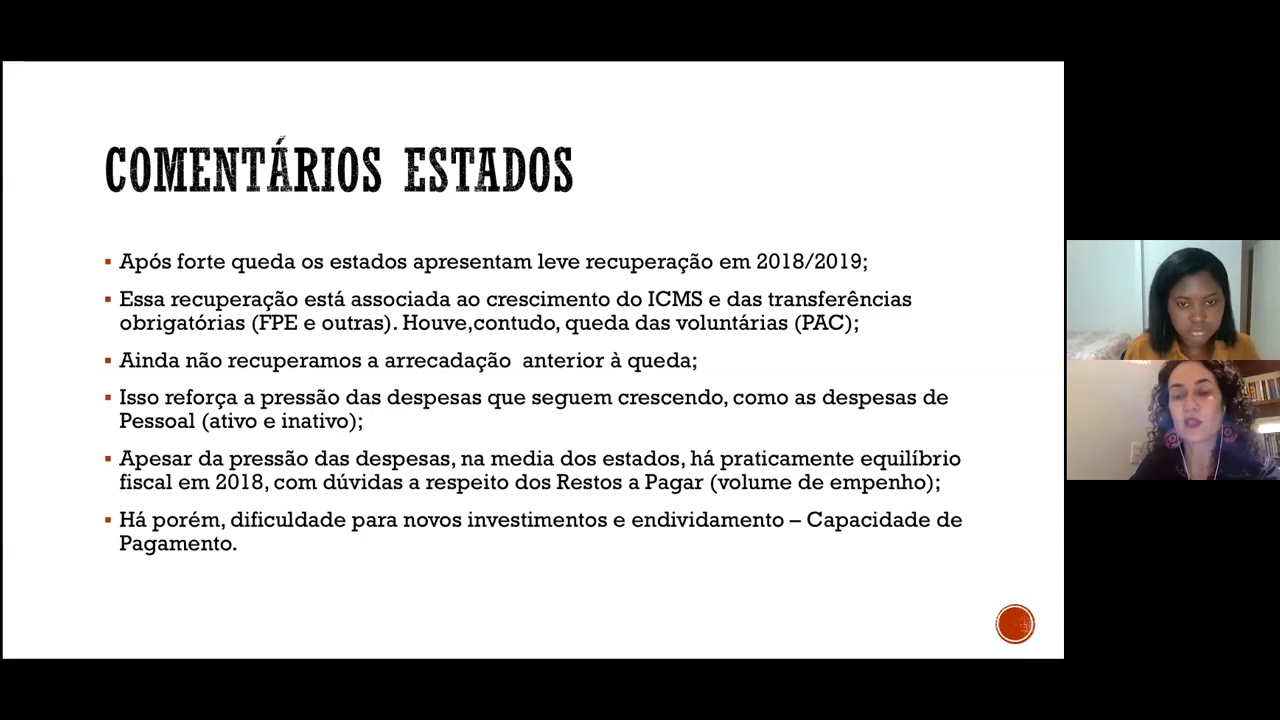 COMENTÁRIOS ESTADOS
Após forte queda os estados apresentam leve recuperação em 2018/2019;
Essa recuperação está associada ao crescimento do ICMS e das transferências
obrigatórias (FPE e outras). Houve,contudo, queda das voluntárias (PAC);
Ainda não recuperamos a arrecadação  anterior à queda;
Isso reforça a pressão das despesas que seguem crescendo, como as despesas de
Pessoal (ativo e inativo);
Apesar da pressão das despesas, na media dos estados, há praticamente equilíbrio
fiscal em 2018, com dúvidas a respeito dos Restos a Pagar (volume de empenho);
Há porém, dificuldade para novos investimentos e endividamento – Capacidade de
Pagamento.